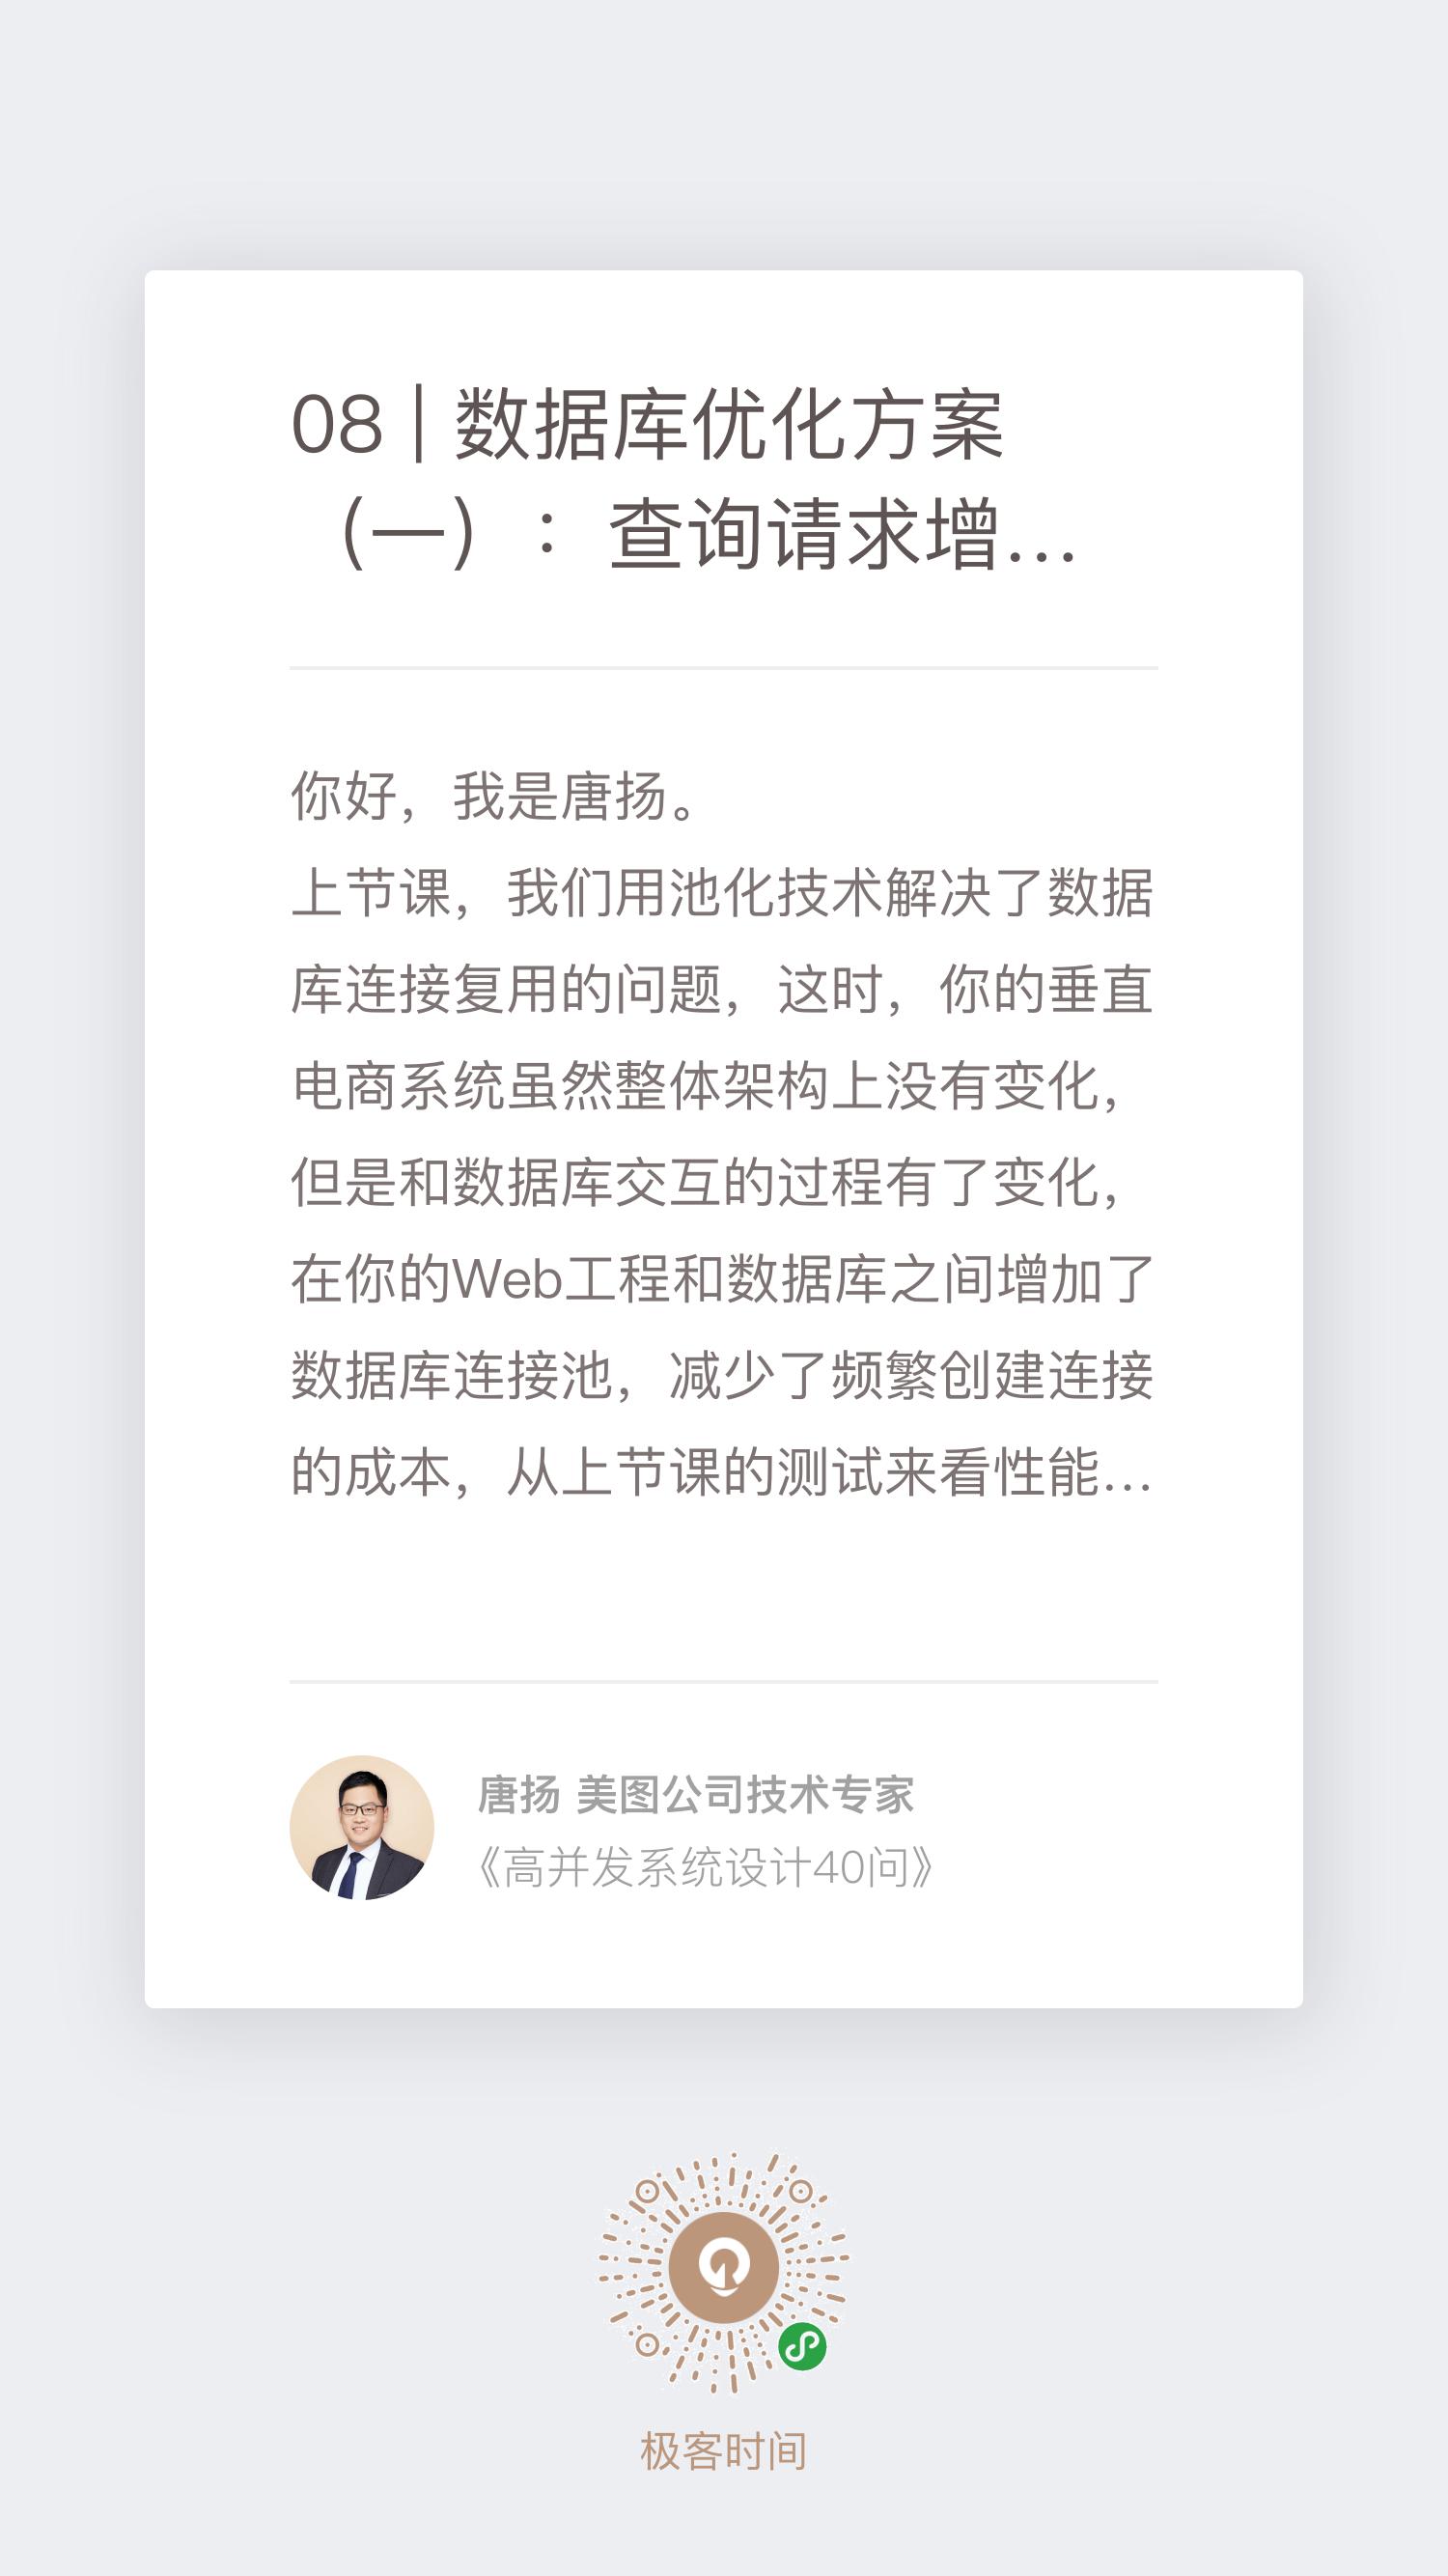 08 | 数据库优化方案
（一）：查询请求增...
你好，我是唐扬。
上节课，我们用池化技术解决了数据
库连接复用的问题，这时，你的垂直
电商系统虽然整体架构上没有变化，
但是和数据库交互的过程有了变化，
在你的Web工程和数据库之间增加了
数据库连接池，减少了频繁创建连接
的成本，从上节课的测试来看性能...
唐扬 美图公司技术专家
《高并发系统设计40问》
极客时间